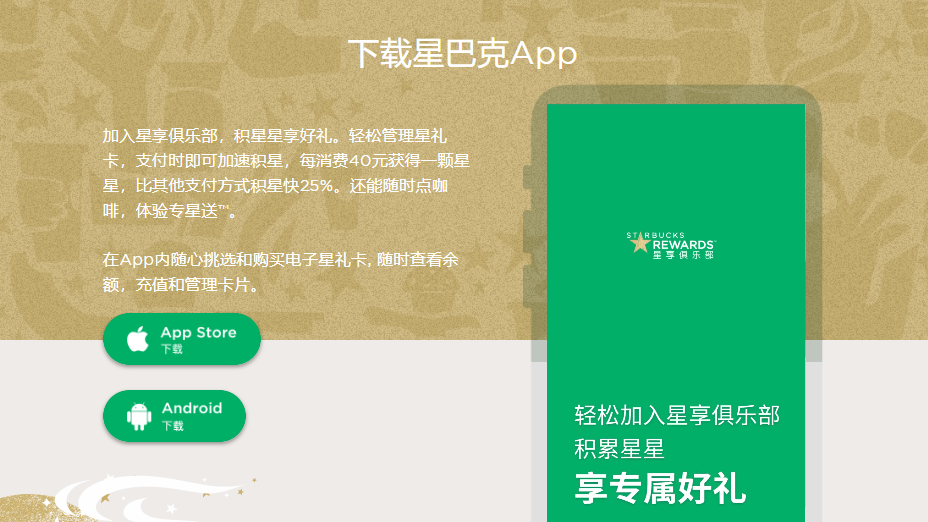 下载星巴克App
加入星享俱乐部，积星星享好礼。轻松管理星礼
卡，支付时即可加速积星，每消费40元获得一颗星
星，比其他支付方式积星快25%。还能随时点咖
啡，体验专星送™。
在App内随心挑选和购买电子星礼卡, 随时查看余
额，充值和管理卡片。
App Store
下载
Android
下载
STARBUCKS
REWARDS™
星享俱乐部
轻松加入星享俱乐部
积累星星
享专属好礼